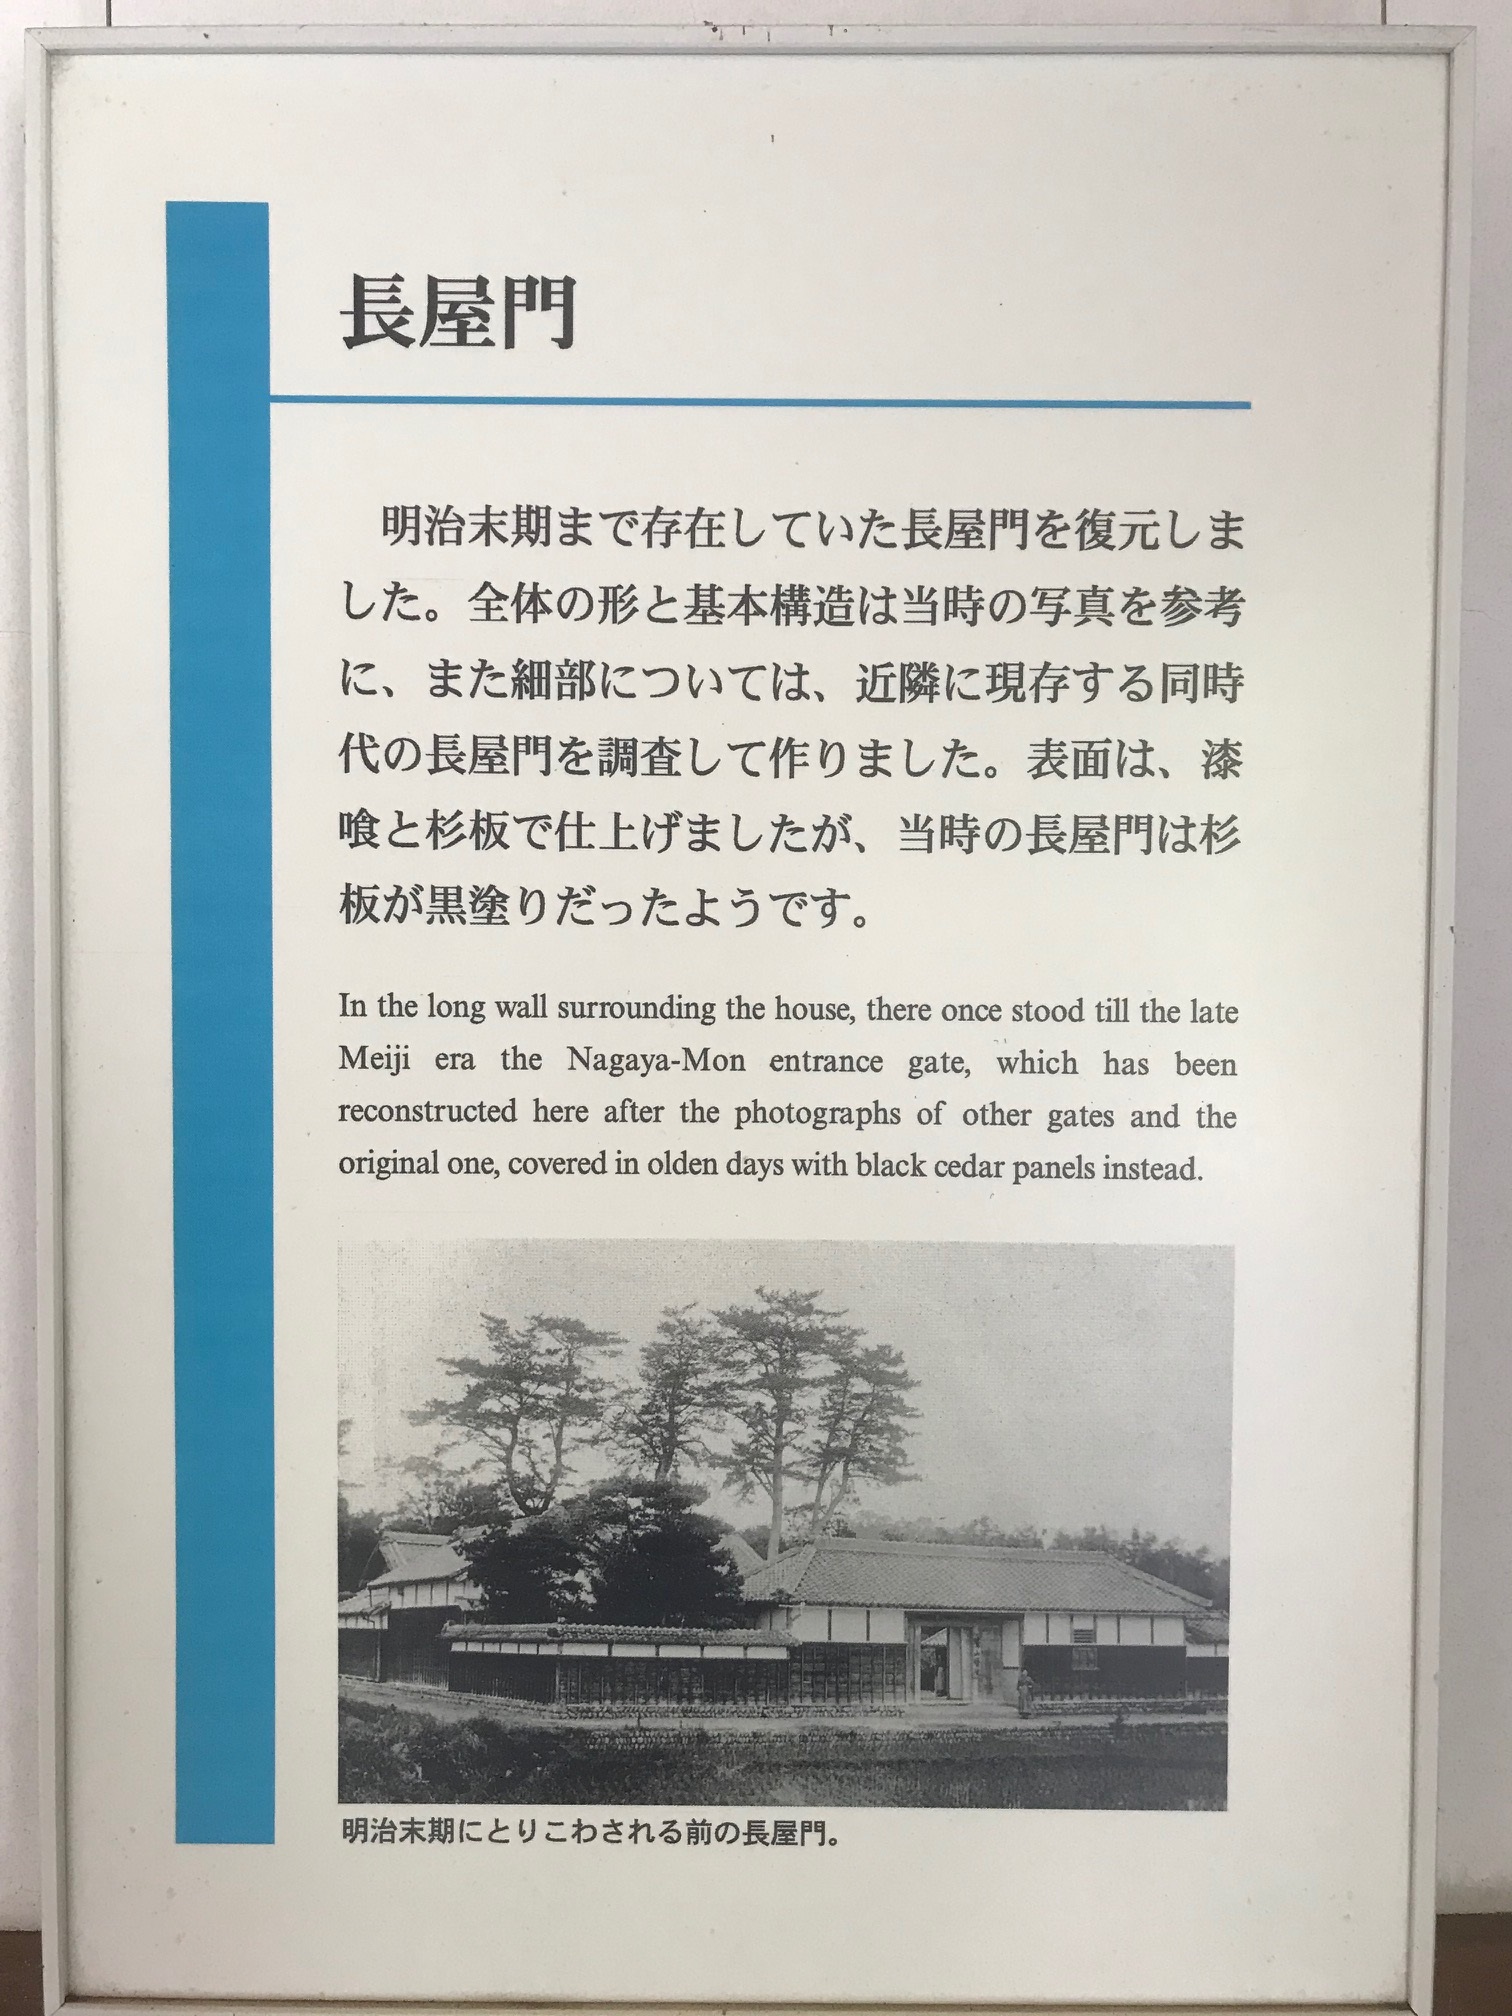 長屋門
明治末期まで存在していた長屋門を復元しま
した。全体の形と基本構造は当時の写真を参考
に、また細部については、近隣に現存する同時
代の長屋門を調査して作りました。表面は、漆
喰と杉板で仕上げましたが、当時の長屋門は杉
板が黒塗りだったようです。
In the long wall surrounding the house, there once stood till the late
Meiji era the Nagaya-Mon entrance gate, which has been
reconstructed here after the photographs of other gates and the
original one, covered in olden days with black cedar panels instead.
明治末期にとりこわされる前の長屋門。